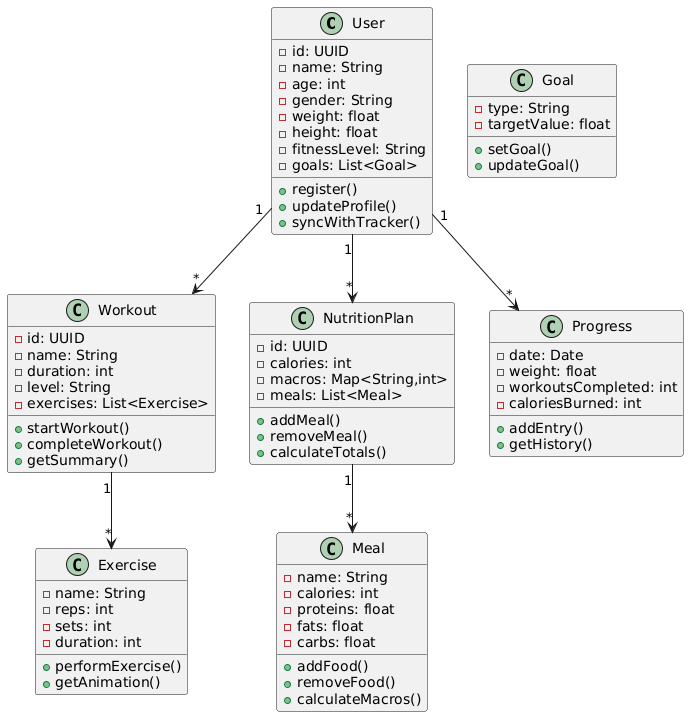 C User
id: UUID
name: String
age: int
gender: String
weight: float
height: float
fitnessLevel: String
goals: List<Goal>
register()
updateProfile()
syncWithTracker()
C Goal
type: String
targetValue: float
setGoal()
updateGoal()
1
*
1
*
1
*
C Workout
id: UUID
name: String
duration: int
level: String
exercises: List<Exercise>
startWorkout()
completeWorkout()
getSummary()
C NutritionPlan
id: UUID
calories: int
macros: Map<String,int>
meals: List<Meal>
addMeal()
removeMeal()
calculateTotals()
C Progress
date: Date
weight: float
workoutsCompleted: int
caloriesBurned: int
addEntry()
getHistory()
1
*
1
*
C Exercise
name: String
reps: int
sets: int
duration: int
performExercise()
getAnimation()
C Meal
name: String
calories: int
proteins: float
fats: float
carbs: float
addFood()
removeFood()
calculateMacros()